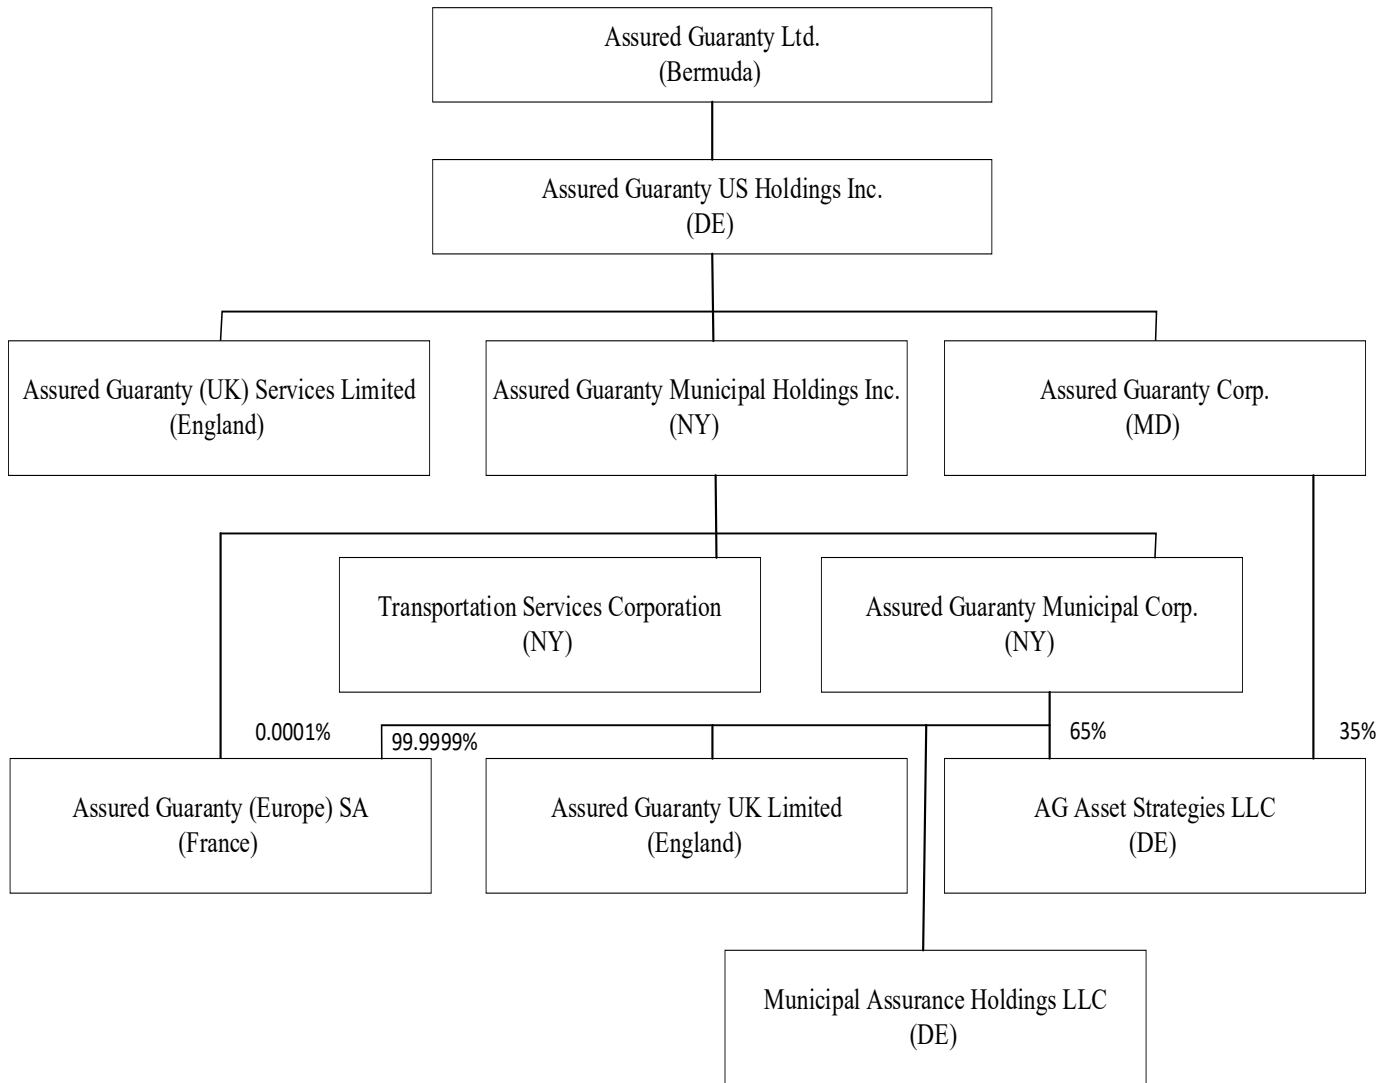 Assured Guaranty Ltd.
(Bermuda)
Assured Guaranty US Holdings Inc.
(DE)
Assured Guaranty (UK) Services Limited
(England)
Assured Guaranty Municipal Holdings Inc.
(NY)
Assured Guaranty Corp.
(MD)
Transportation Services Corporation
(NY)
Assured Guaranty Municipal Corp.
(NY)
0.0001%
99.9999%
65%
35%
Assured Guaranty (Europe) SA
(France)
Assured Guaranty UK Limited
(England)
AG Asset Strategies LLC
(DE)
Municipal Assurance Holdings LLC
(DE)